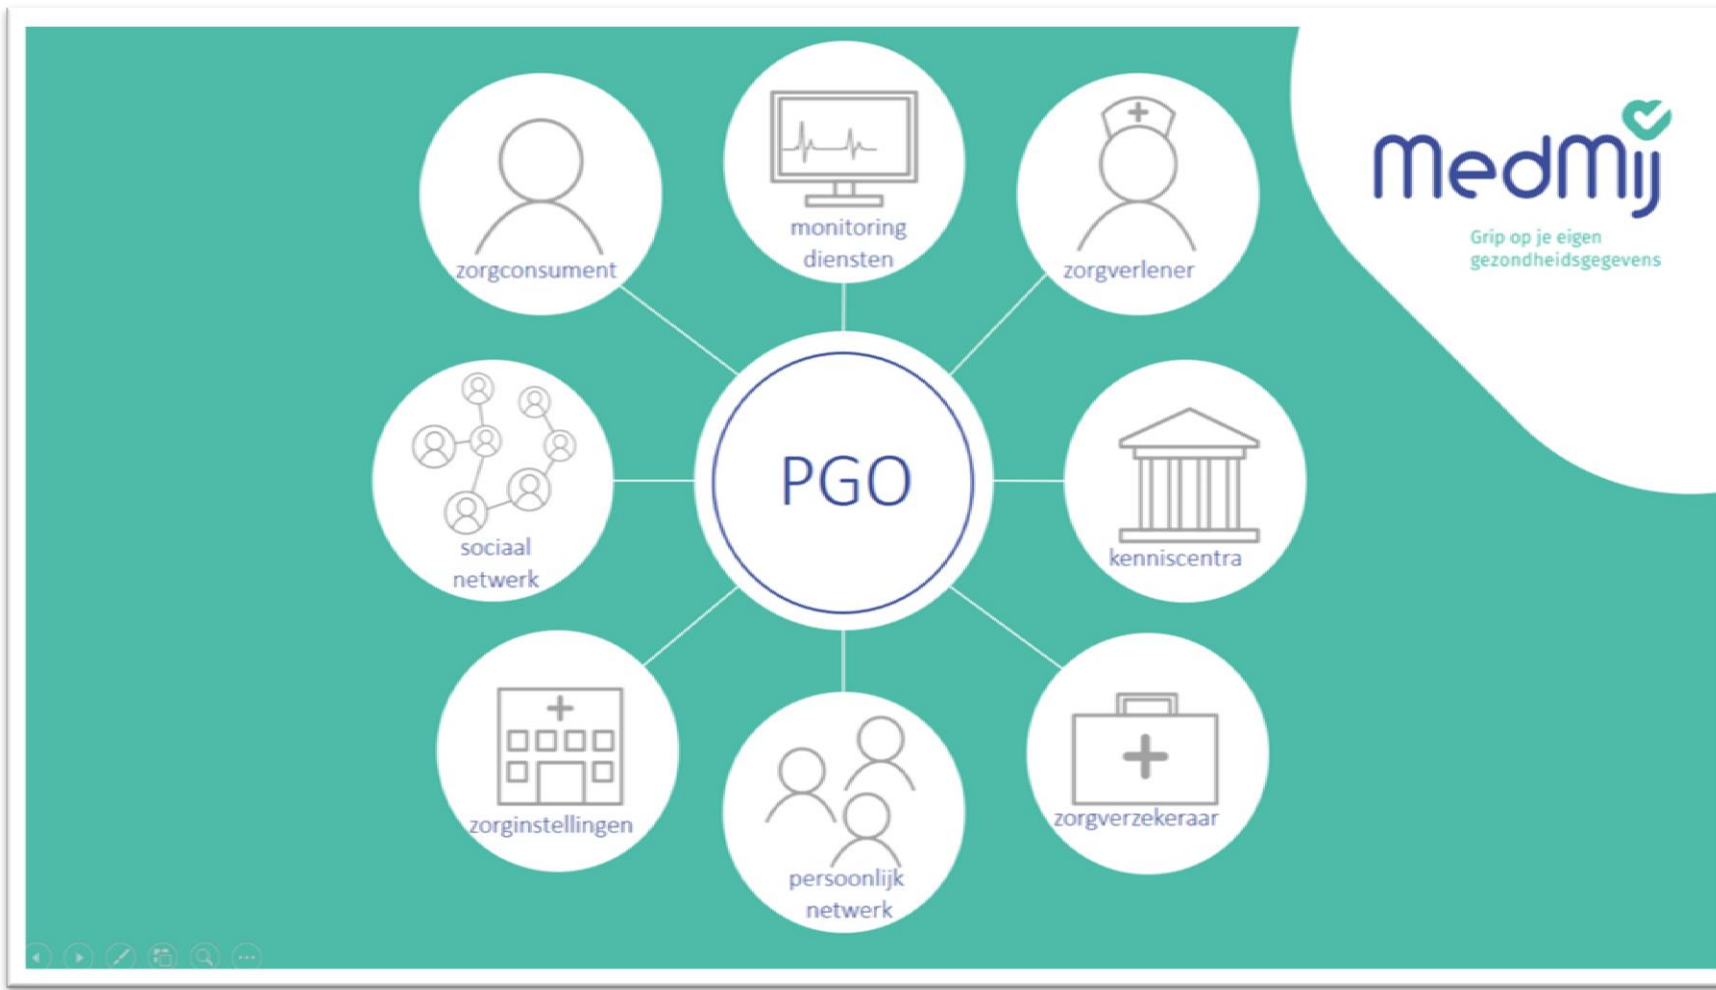 zorgconsument
monitoring
diensten
zorgverlener
MedMij
Grip op je eigen
gezondheidsgegevens
sociaal
netwerk
PGO
kenniscentra
zorginstellingen
persoonlijk
netwerk
zorgverzekeraar